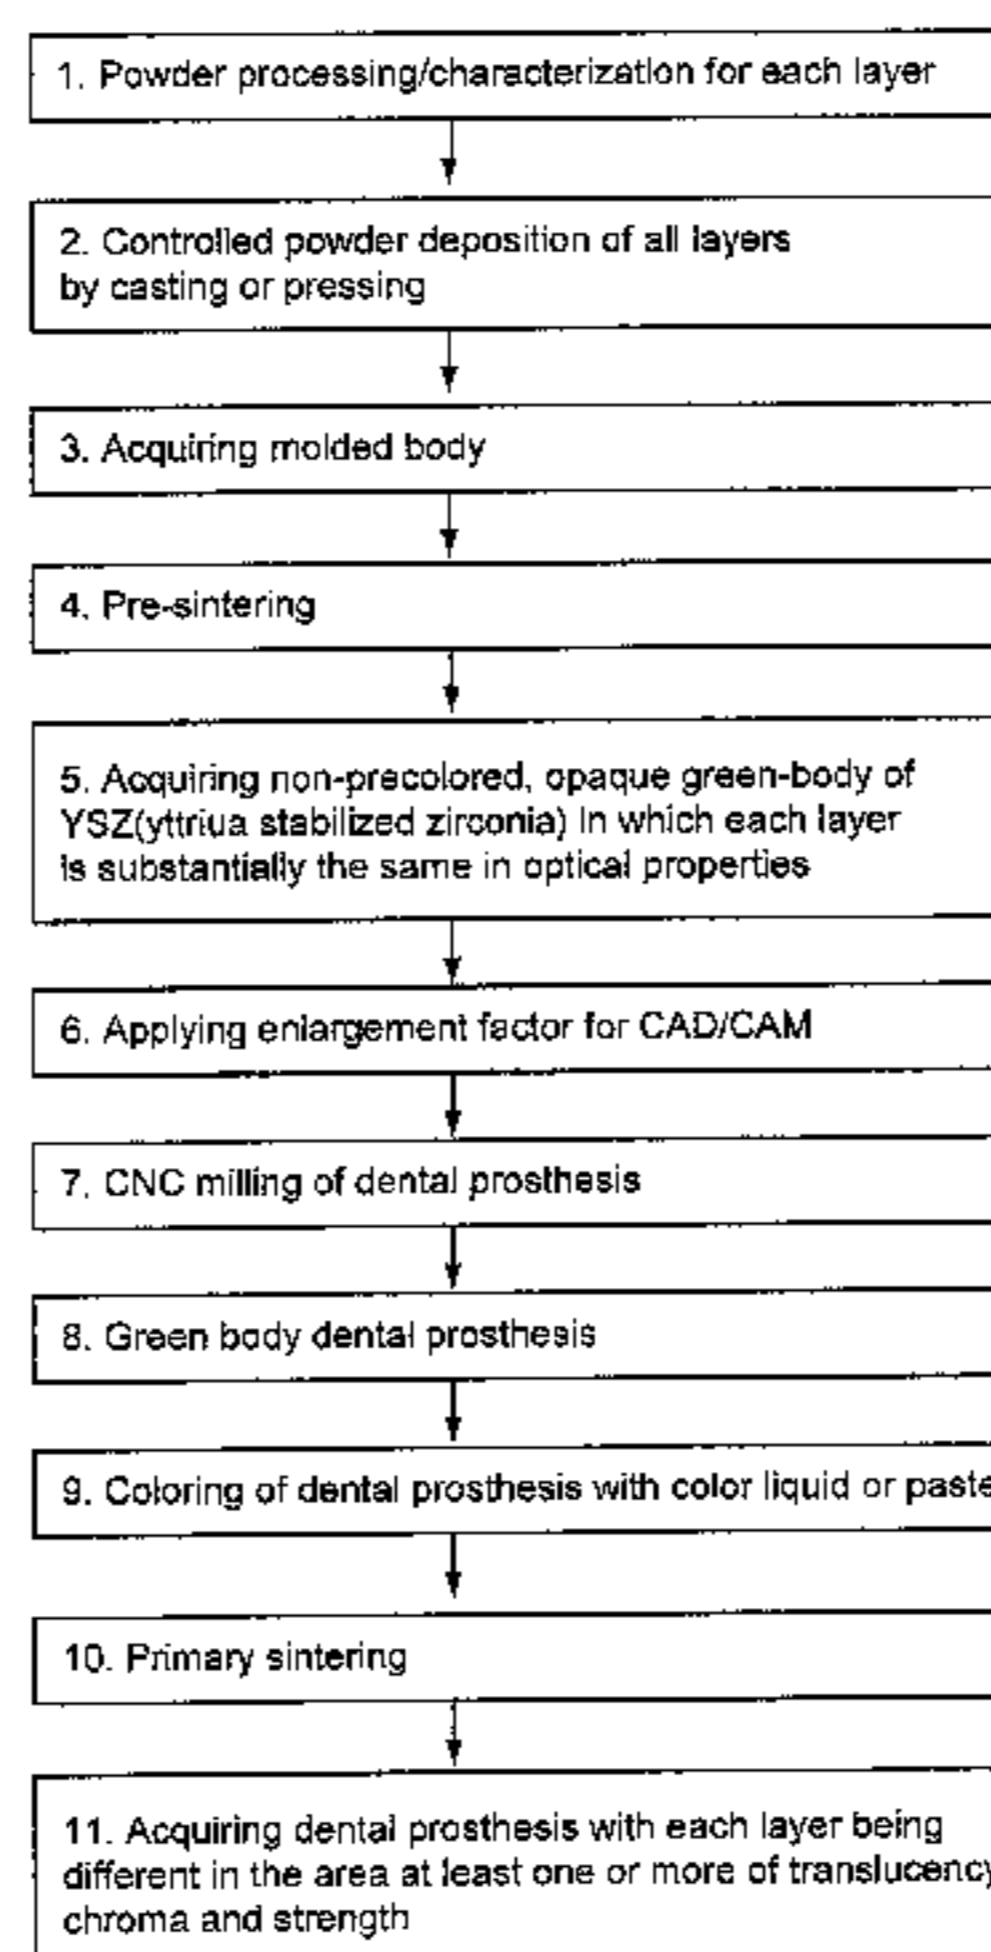 1. Powder processing/characterization for each layer
2. Controlled powder deposition of all layers
by casting or pressing
3. Acquiring molded body
4. Pre-sintering
5. Acquiring non-precolored, opaque green-body of
YSZ(yttriua stabilized zirconia) In which each layer
is substantially the same in optical properties
6. Applying enlargement factor for CAD/CAM
7. CNC milling of dental prosthesis
8. Green body dental prosthesis
9. Coloring of dental prosthesis with color liquid or paste
10. Primary sintering
11. Acquiring dental prosthesis with each layer being
different in the area at least one or more of translucency
chroma and strength